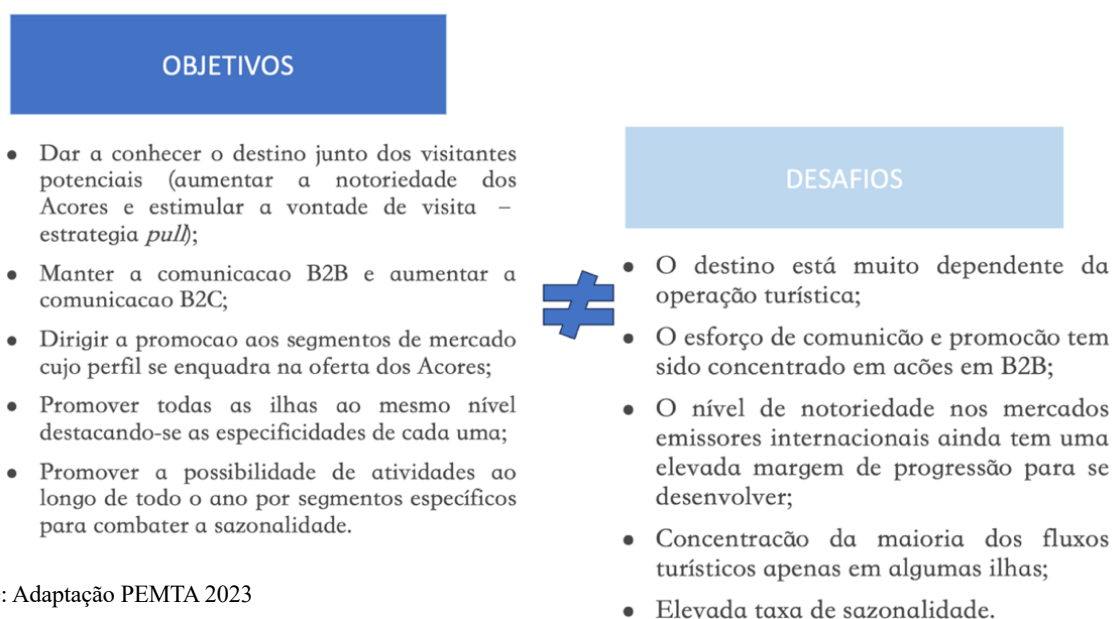 OBJETIVOS
● Dar a conhecer o destino junto dos visitantes
potenciais (aumentar a notoriedade dos
Acores e estimular a vontade de visita –
estrategia pull);
● Manter a comunicacao B2B e aumentar a
comunicacao B2C;
● Dirigir a promocao aos segmentos de mercado
cujo perfil se enquadra na oferta dos Acores;
● Promover todas as ilhas ao mesmo nível
destacando-se as especificidades de cada uma;
● Promover a possibilidade de atividades ao
longo de todo o ano por segmentos específicos
para combater a sazonalidade.
: Adaptação PEMTA 2023
≠
DESAFIOS
● O destino está muito dependente da
operação turística;
● O esforço de comunicão e promocão tem
sido concentrado em acões em B2B;
● O nível de notoriedade nos mercados
emissores internacionais ainda tem uma
elevada margem de progressão para se
desenvolver;
● Concentracão da maioria dos fluxos
turísticos apenas em algumas ilhas;
● Elevada taxa de sazonalidade.